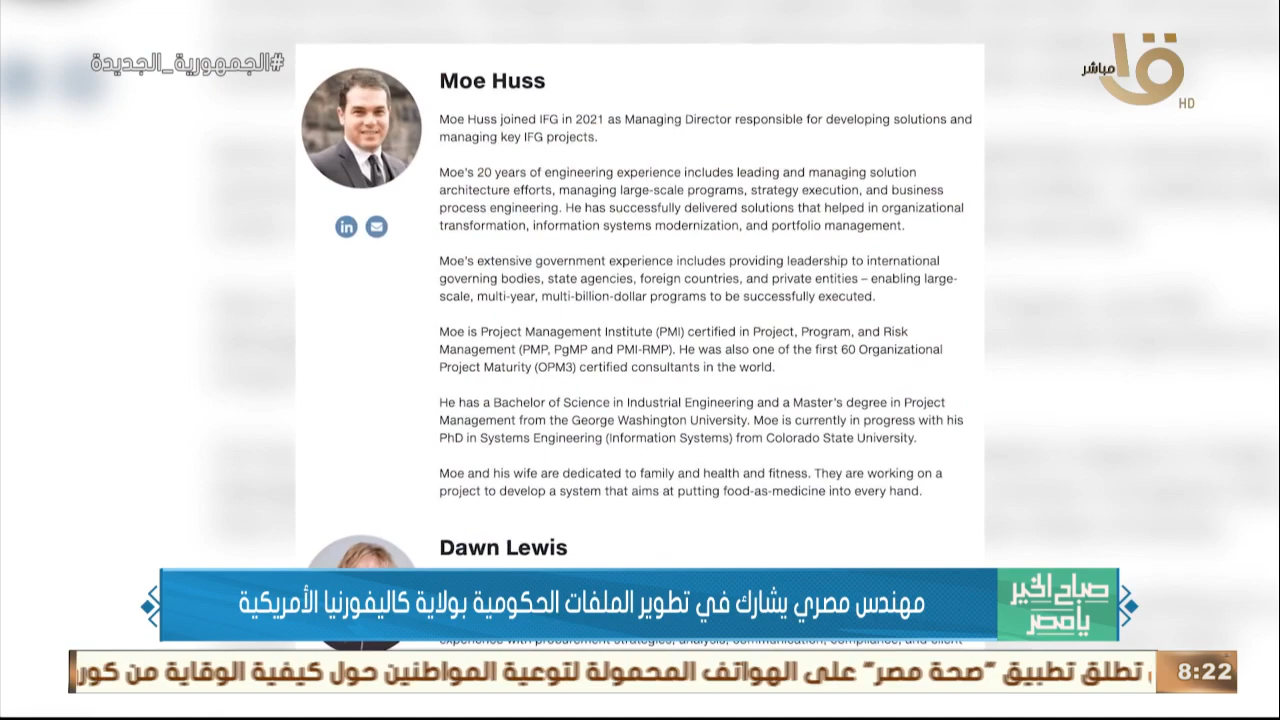 #الجمهورية_الجديدة
مباشر
HD
Moe Huss
Moe Huss joined IFG in 2021 as Managing Director responsible for developing solutions and
managing key IFG projects.
Moe's 20 years of engineering experience includes leading and managing solution
architecture efforts, managing large-scale programs, strategy execution, and business
process engineering. He has successfully delivered solutions that helped in organizational
transformation, information systems modernization, and portfolio management.
in
Moe's extensive government experience includes providing leadership to international
governing bodies, state agencies, foreign countries, and private entities – enabling large-
scale, multi-year, multi-billion-dollar programs to be successfully executed.
Moe is Project Management Institute (PMI) certified in Project, Program, and Risk
Management (PMP, PgMP and PMI-RMP). He was also one of the first 60 Organizational
Project Maturity (OPM3) certified consultants in the world.
He has a Bachelor of Science in Industrial Engineering and a Master's degree in Project
Management from the George Washington University. Moe is currently in progress with his
PhD in Systems Engineering (Information Systems) from Colorado State University.
Moe and his wife are dedicated to family and health and fitness. They are working on a
project to develop a system that aims at putting food-as-medicine into every hand.
Dawn Lewis
صباح الخير
يا مصر
مهندس مصري يشارك في تطوير الملفات الحكومية بولاية كاليفورنيا الأمريكية
8:22
تطلق تطبيق "صحة مصر" على الهواتف المحمولة لتوعية المواطنين حول كيفية الوقاية من